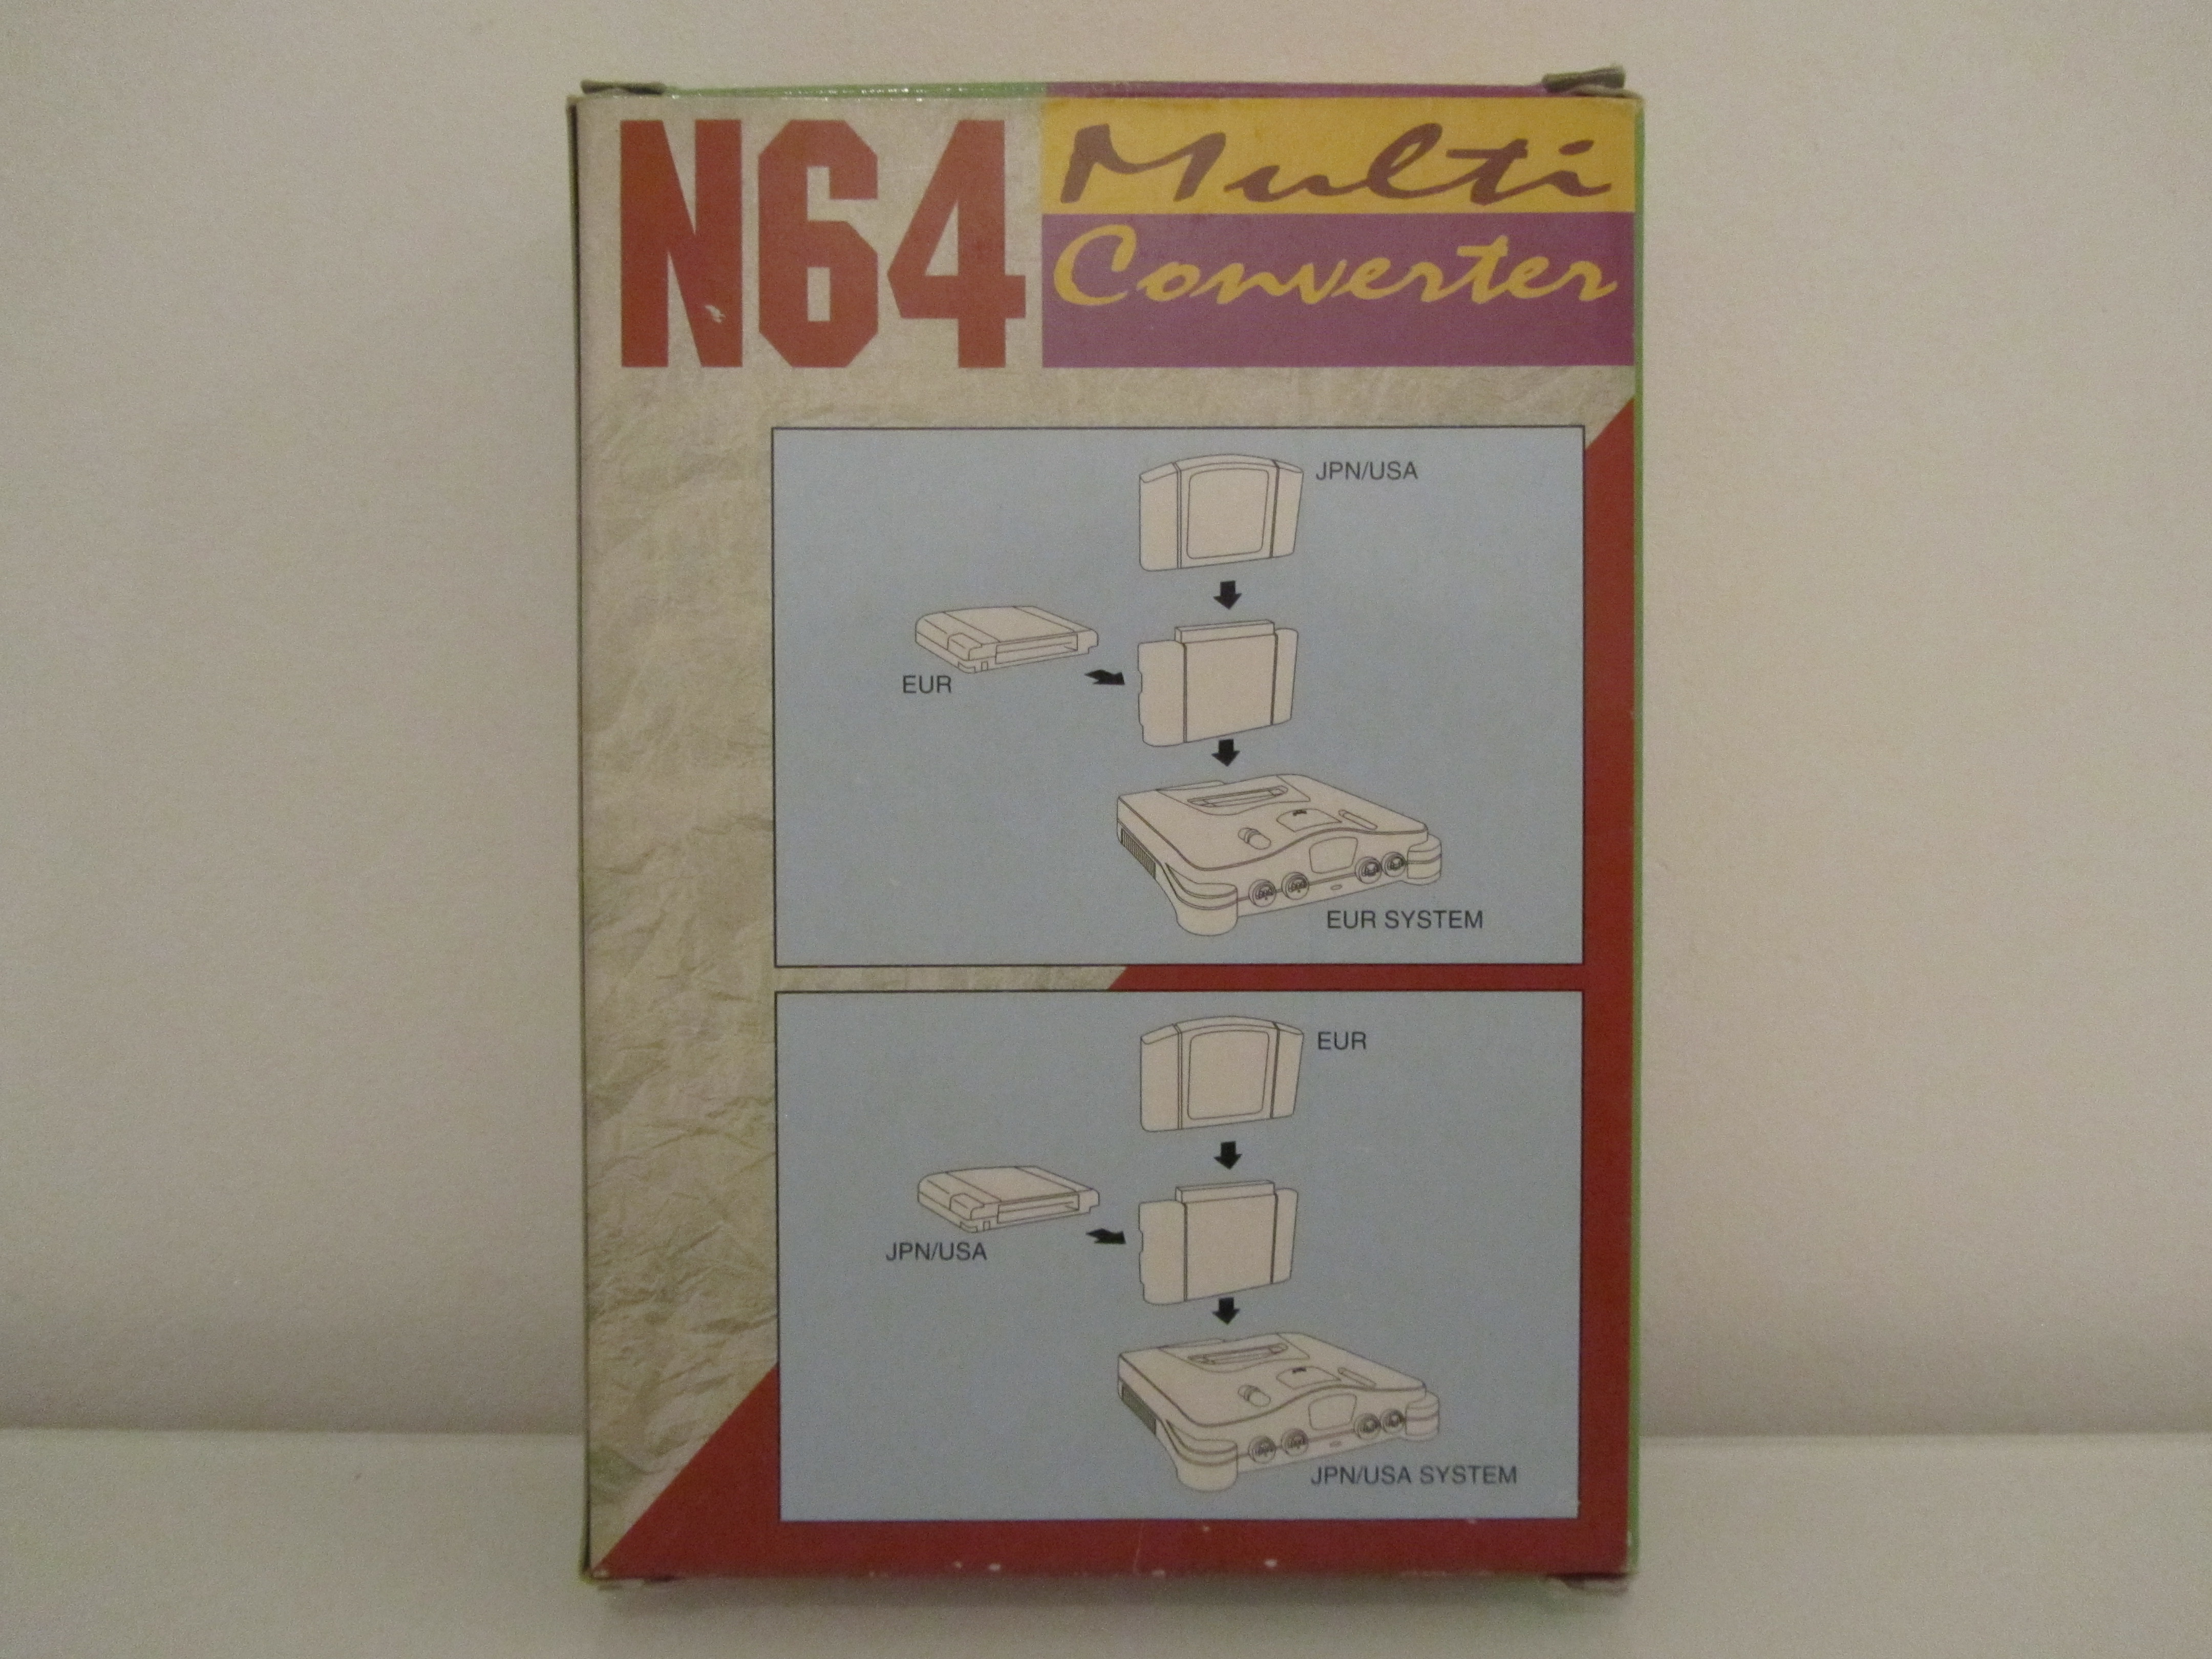 N64
Multi
Converter
JPN/USA
EUR
EUR SYSTEM
EUR
JPN/USA
JPN/USA SYSTEM